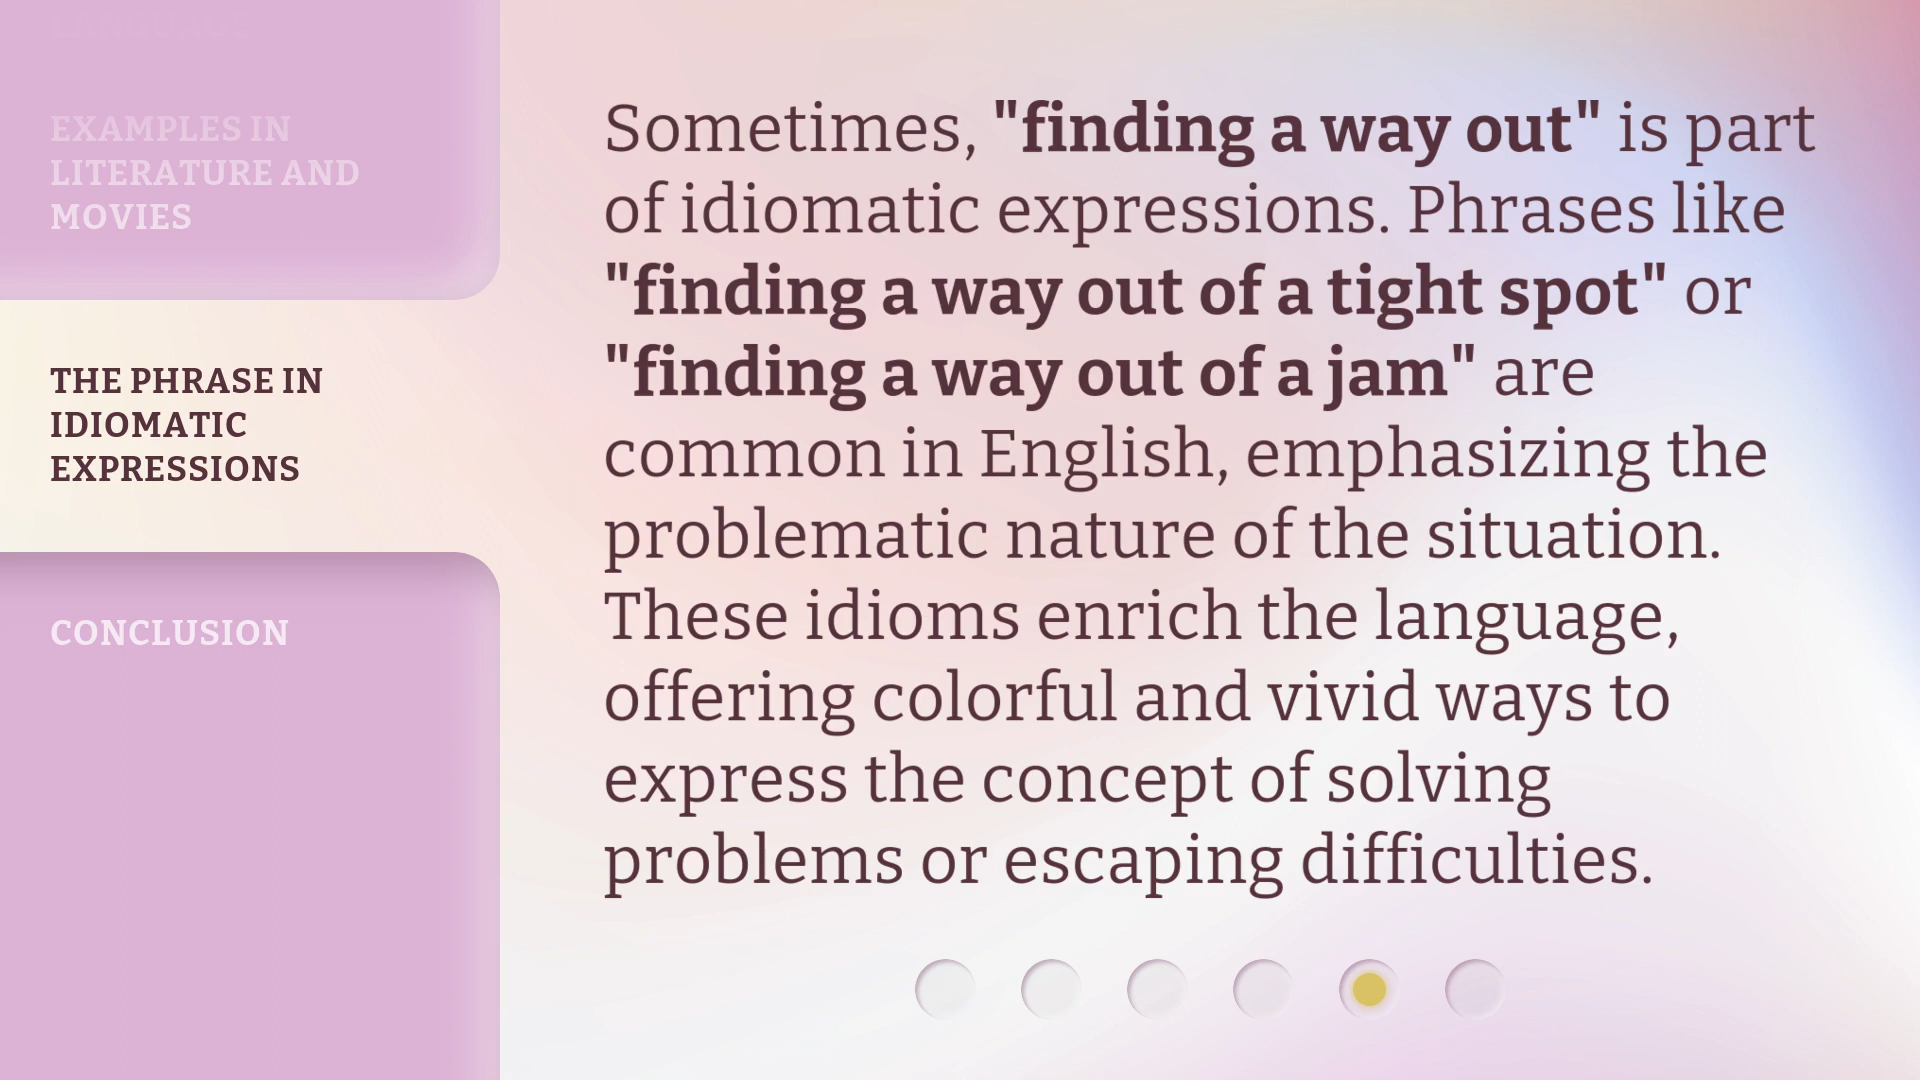 LANGUAGE
EXAMPLES IN
LITERATURE AND
MOVIES
THE PHRASE IN
IDIOMATIC
EXPRESSIONS
CONCLUSION
Sometimes, "finding a way out" is part
of idiomatic expressions. Phrases like
"finding a way out of a tight spot" or
"finding a way out of a jam" are
common in English, emphasizing the
problematic nature of the situation.
These idioms enrich the language,
offering colorful and vivid ways to
express the concept of solving
problems or escaping difficulties.